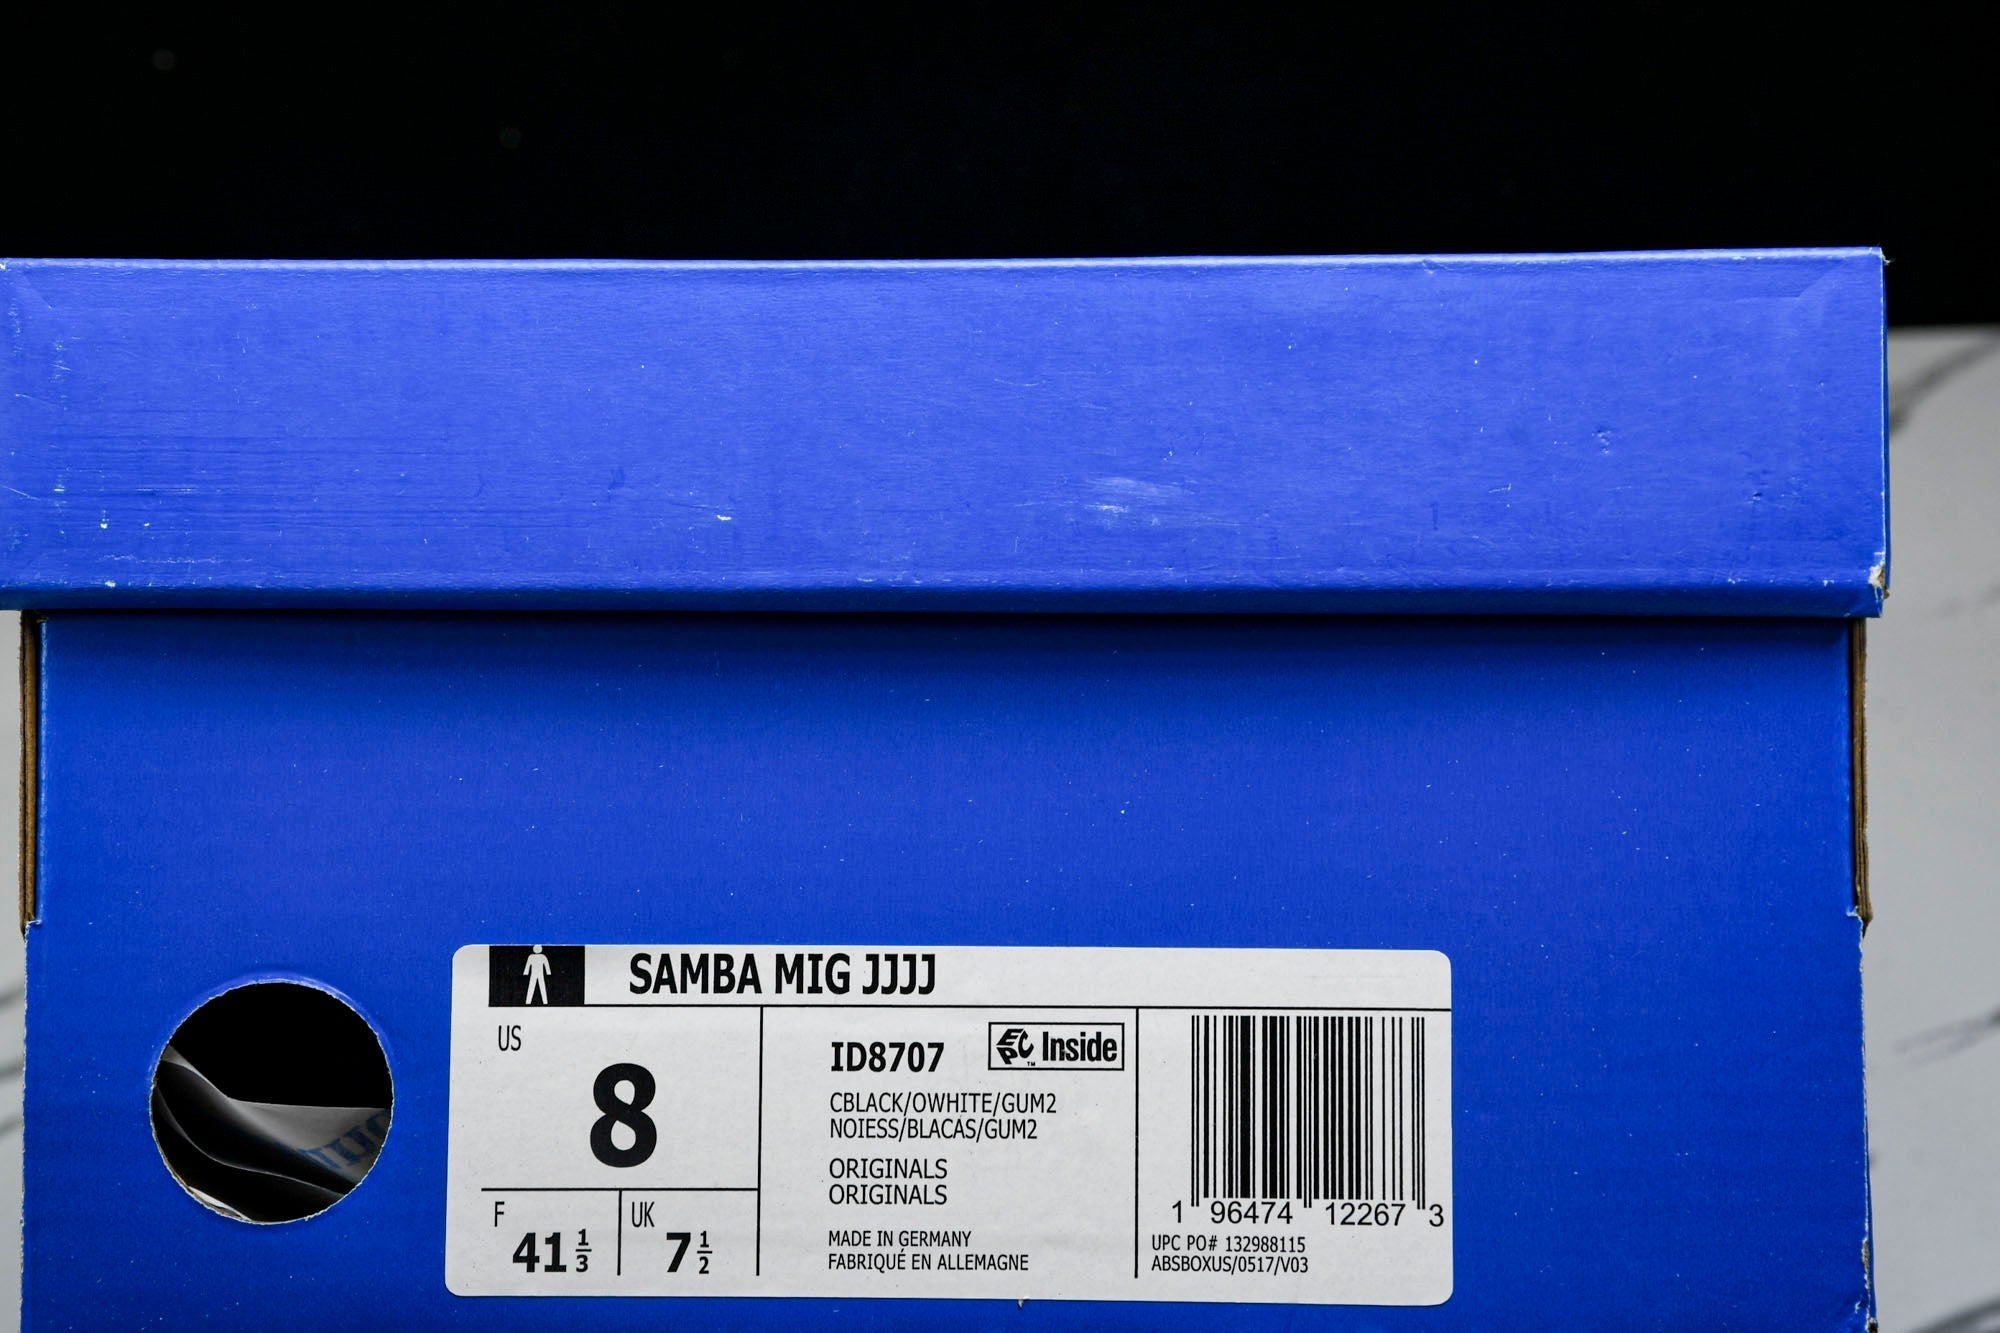 SAMBA MIG JJJJ
US
8
F
41 1/3
UK
7 1/2
ID8707
EPC Inside
™
CBLACK/OWHITE/GUM2
NOIESS/BLACAS/GUM2
ORIGINALS
ORIGINALS
MADE IN GERMANY
FABRIQUÉ EN ALLEMAGNE
1 96474 12267 3
UPC PO# 132988115
ABSBOXUS/0517/V03